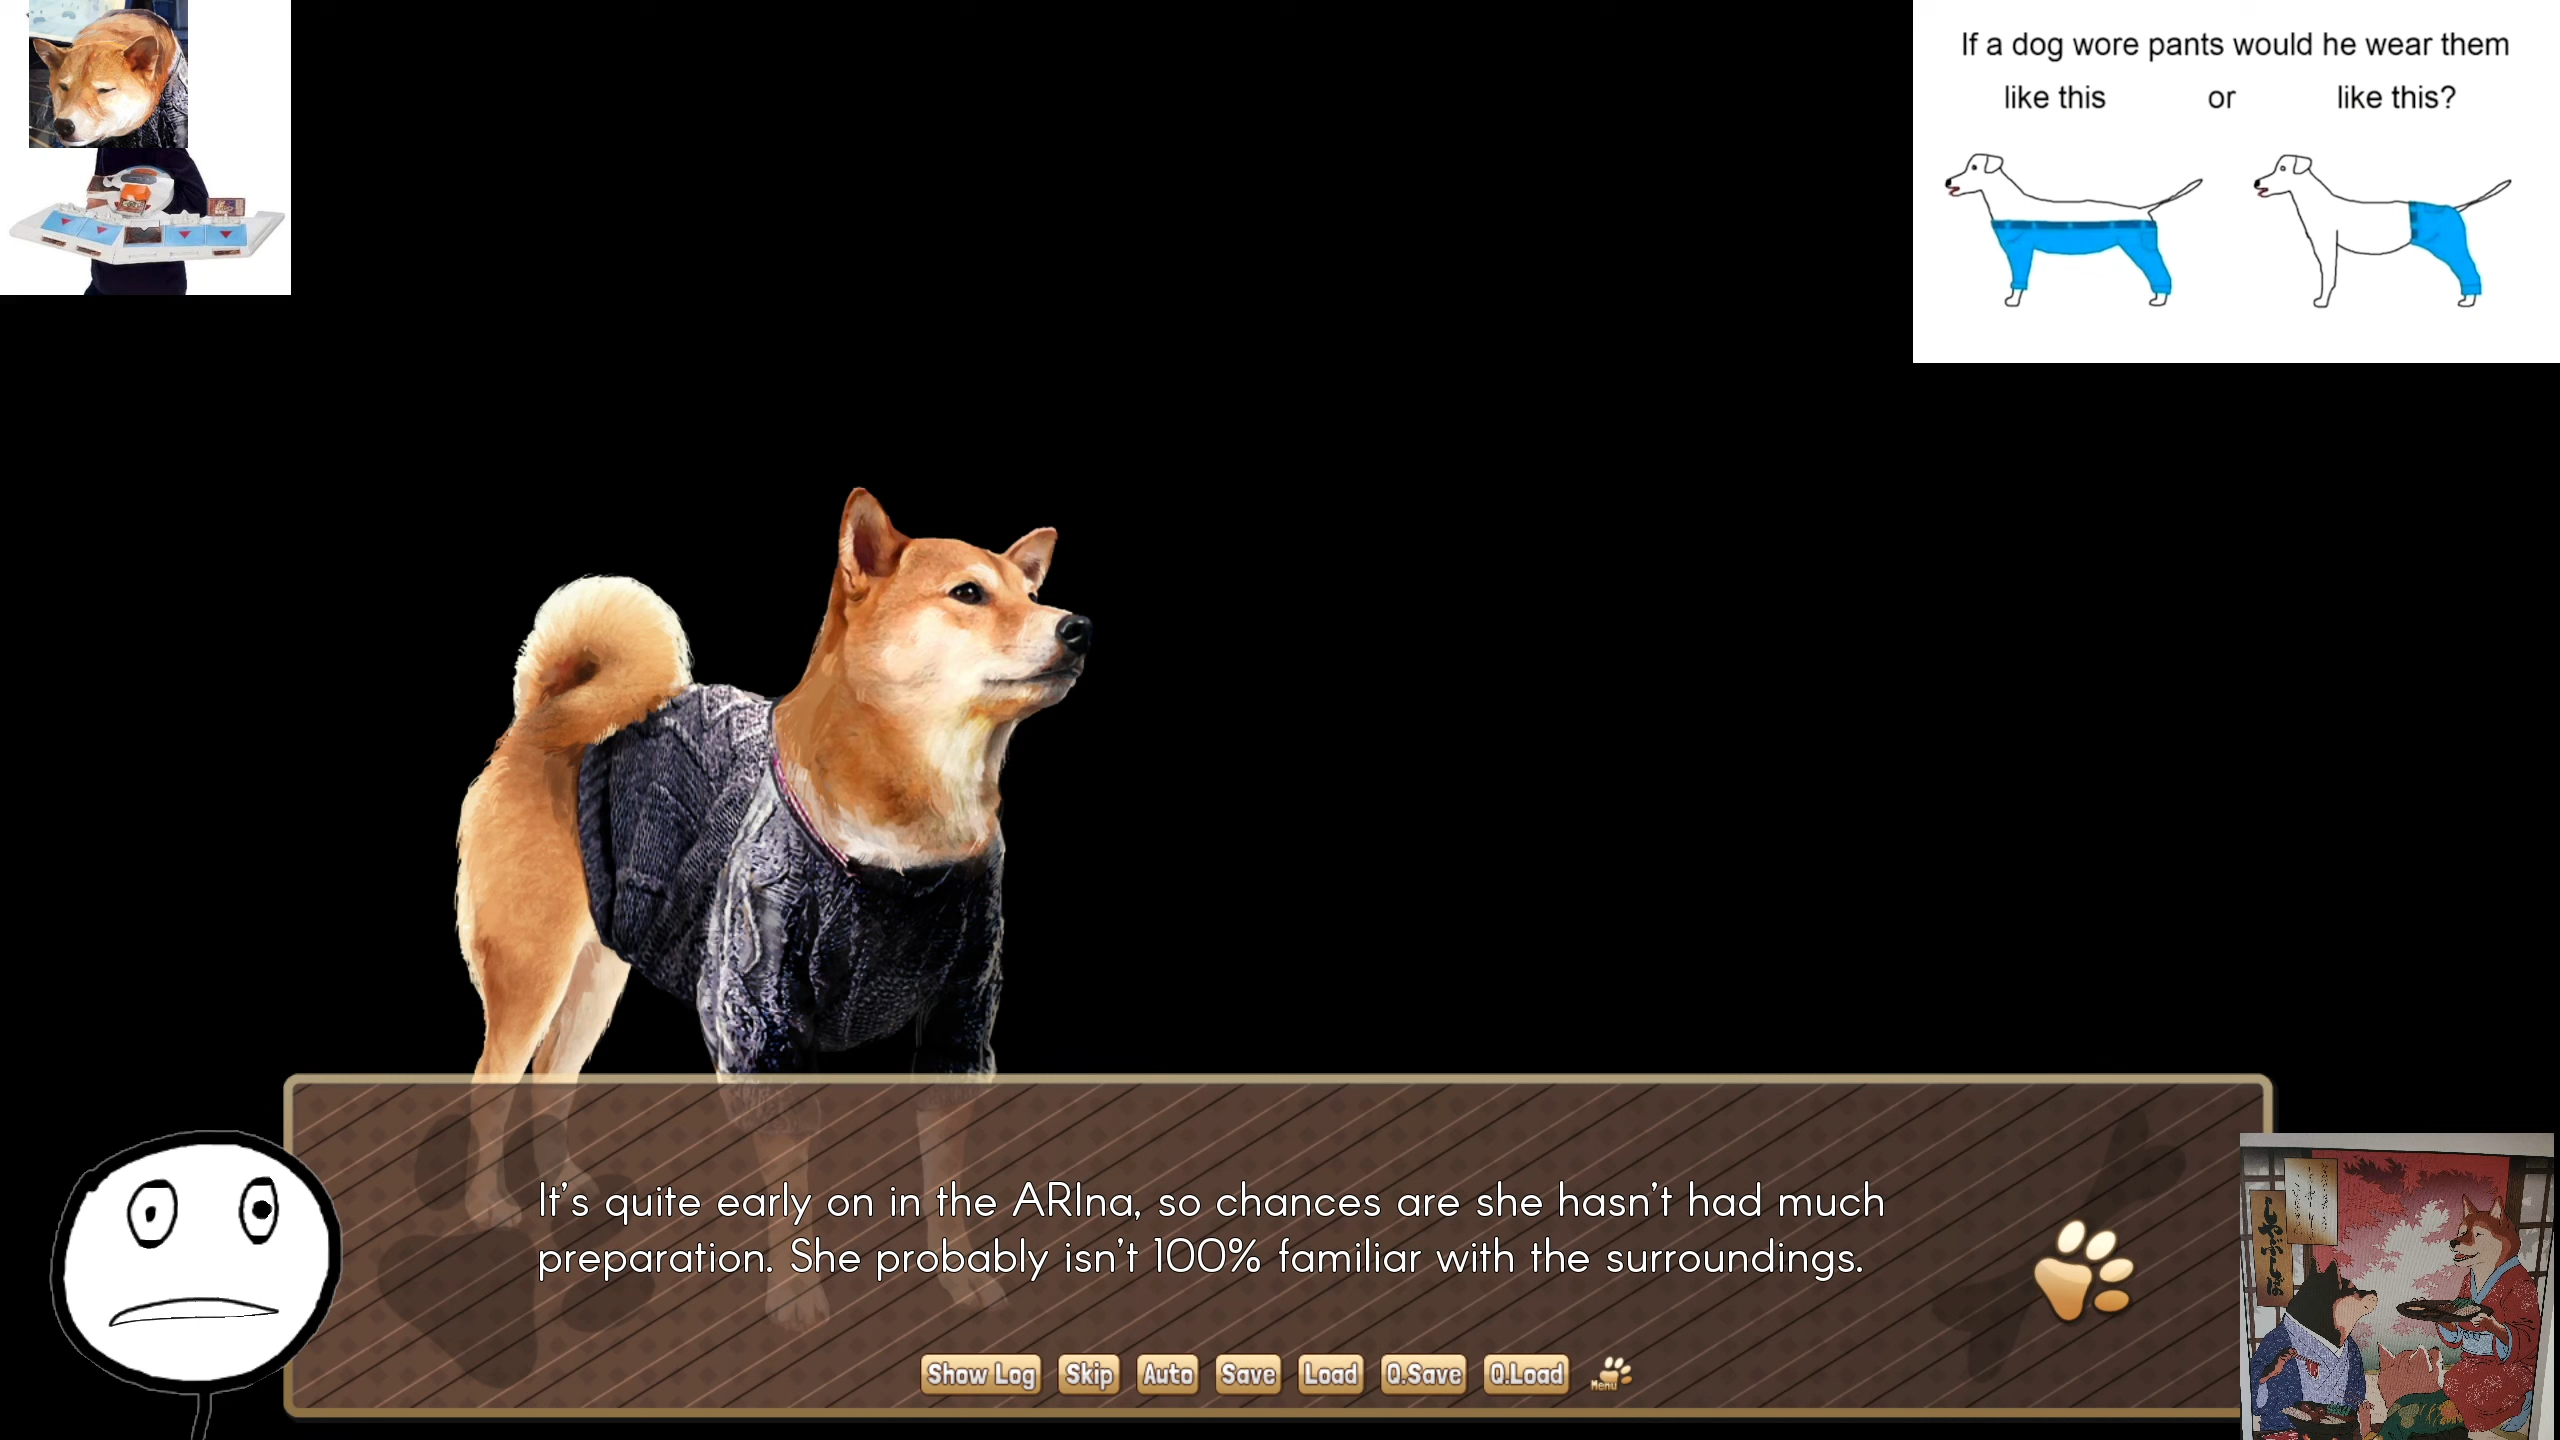 If a dog wore pants would he wear them
like this or like this?
It's quite early on in the ARIna, so chances are she hasn't had much
preparation. She probably isn't 100% familiar with the surroundings.
Show Log Skip Auto Save Load Q.Save Q.Load Menu